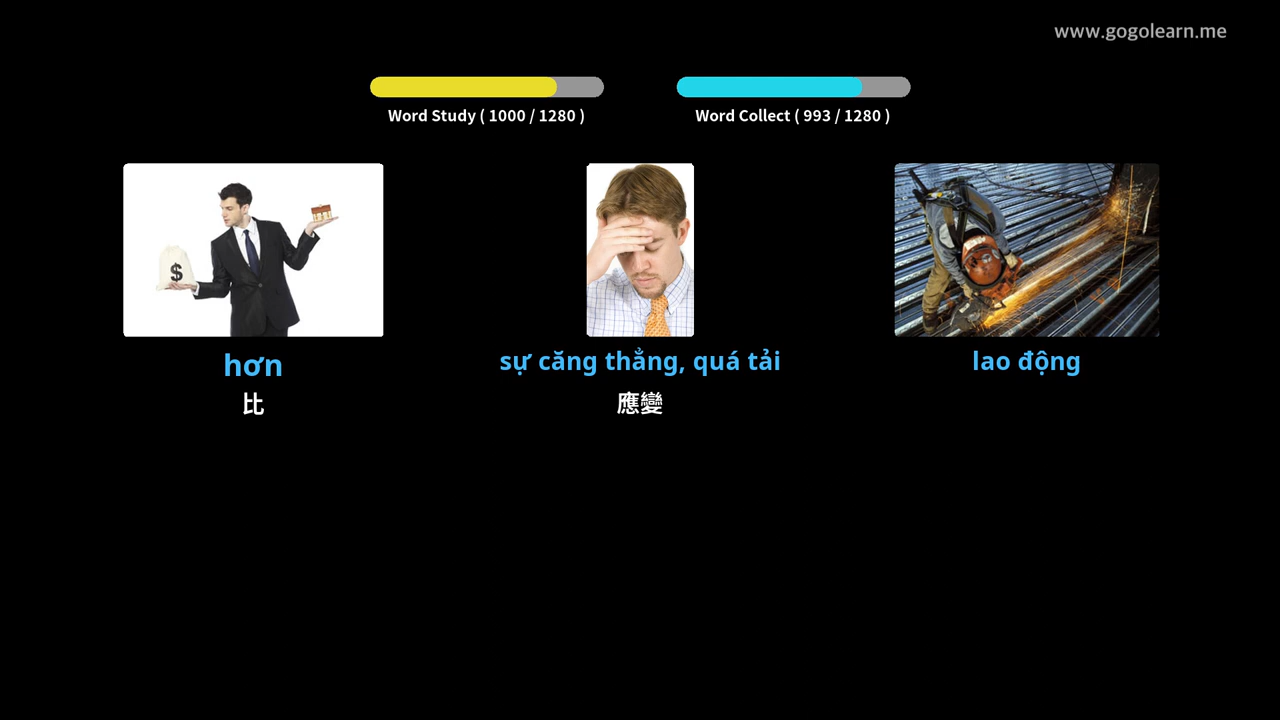 www.gogolearn.me
Word Study ( 1000 / 1280 )
Word Collect ( 993 / 1280 )
$
hơn
sự căng thẳng, quá tải
lao động
比
應變